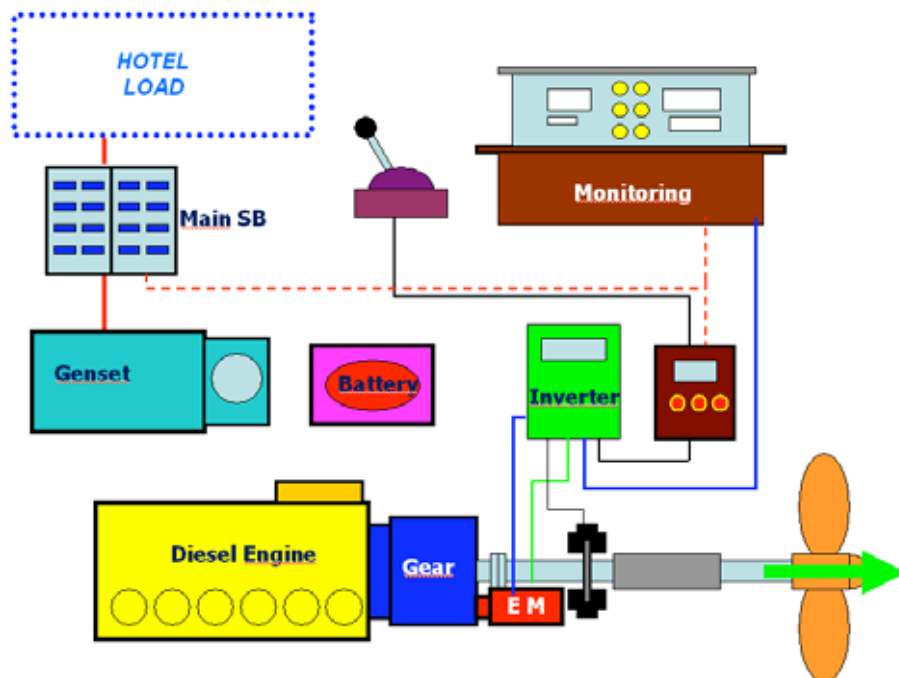 HOTEL
LOAD
Monitoring
Main SB
Genset
Battery
Inverter
Diesel Engine
Gear
E M